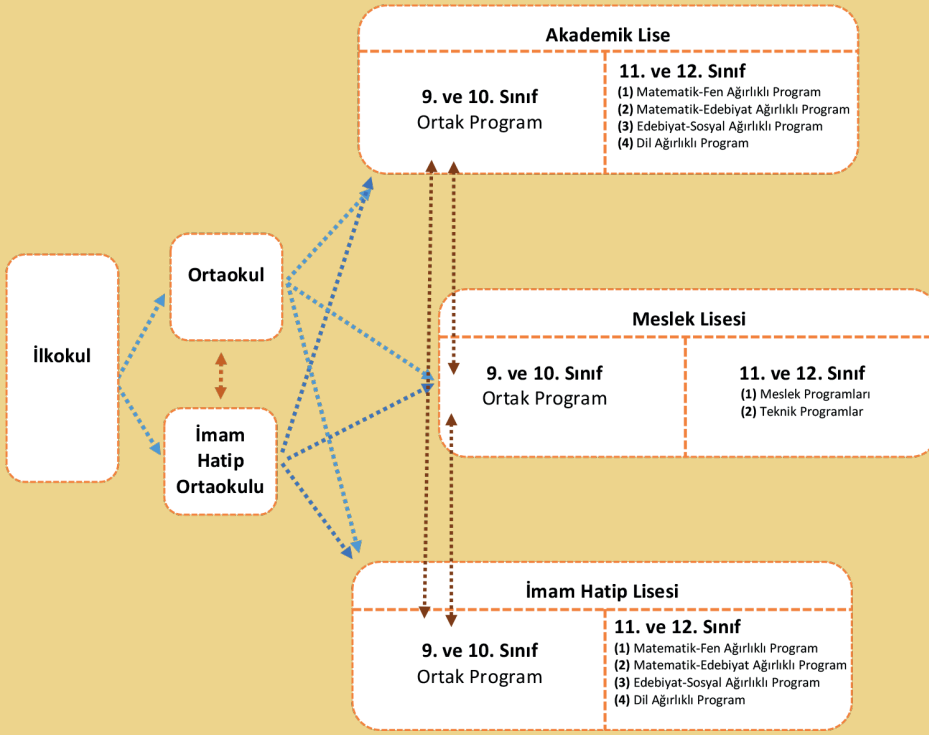 Akademik Lise
9. ve 10. Sınıf
Ortak Program
11. ve 12. Sınıf
(1) Matematik-Fen Ağırlıklı Program
(2) Matematik-Edebiyat Ağırlıklı Program
(3) Edebiyat-Sosyal Ağırlıklı Program
(4) Dil Ağırlıklı Program
İlkokul
Ortaokul
İmam
Hatip
Ortaokulu
Meslek Lisesi
9. ve 10. Sınıf
Ortak Program
11. ve 12. Sınıf
(1) Meslek Programları
(2) Teknik Programlar
İmam Hatip Lisesi
9. ve 10. Sınıf
Ortak Program
11. ve 12. Sınıf
(1) Matematik-Fen Ağırlıklı Program
(2) Matematik-Edebiyat Ağırlıklı Program
(3) Edebiyat-Sosyal Ağırlıklı Program
(4) Dil Ağırlıklı Program